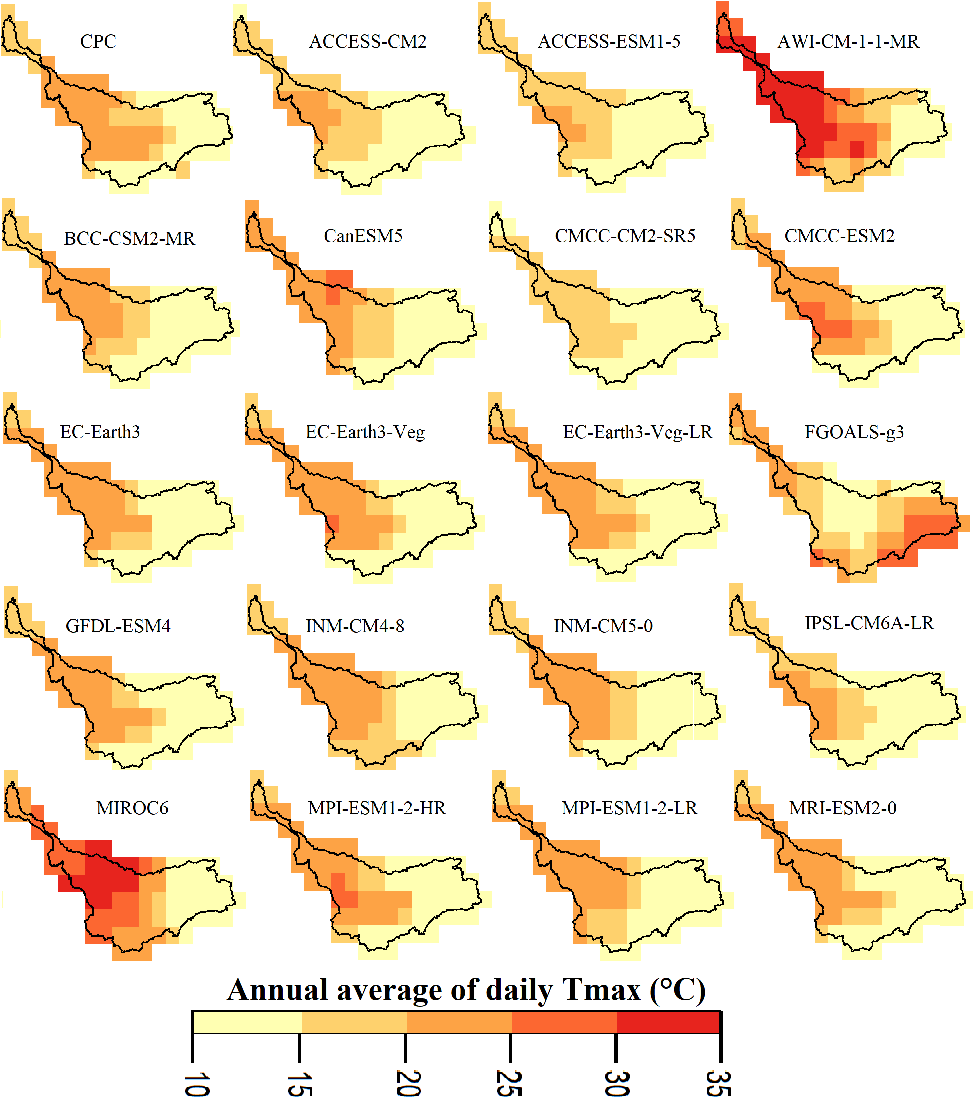 CPC
ACCESS-CM2
ACCESS-ESM1-5
AWI-CM-1-1-MR
BCC-CSM2-MR
CanESM5
CMCC-CM2-SR5
CMCC-ESM2
EC-Earth3
EC-Earth3-Veg
EC-Earth3-Veg-LR
FGOALS-g3
GFDL-ESM4
INM-CM4-8
INM-CM5-0
IPSL-CM6A-LR
MIROC6
MPI-ESM1-2-HR
MPI-ESM1-2-LR
MRI-ESM2-0
Annual average of daily Tmax (°C)
10 15 20 25 30 35